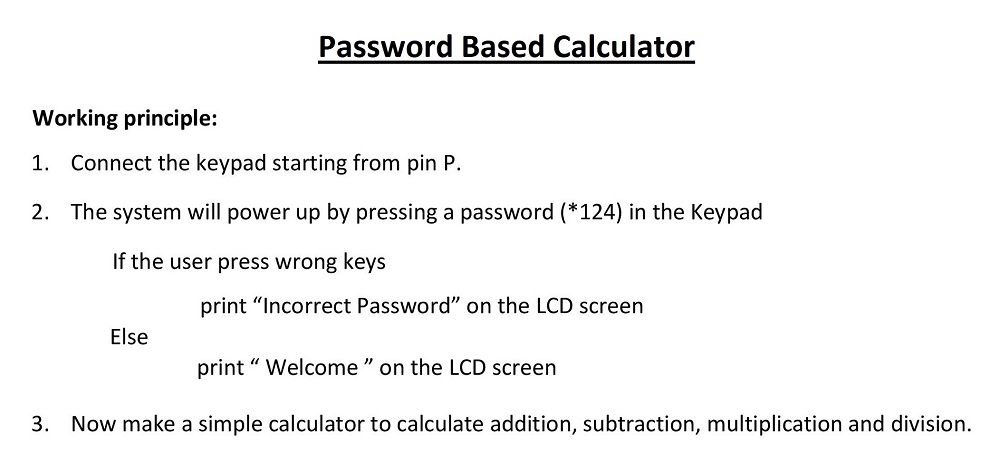 Password Based Calculator
Working principle:
1. Connect the keypad starting from pin P.
2. The system will power up by pressing a password (*124) in the Keypad
If the user press wrong keys
print “Incorrect Password” on the LCD screen
Else
print “ Welcome ” on the LCD screen
3. Now make a simple calculator to calculate addition, subtraction, multiplication and division.